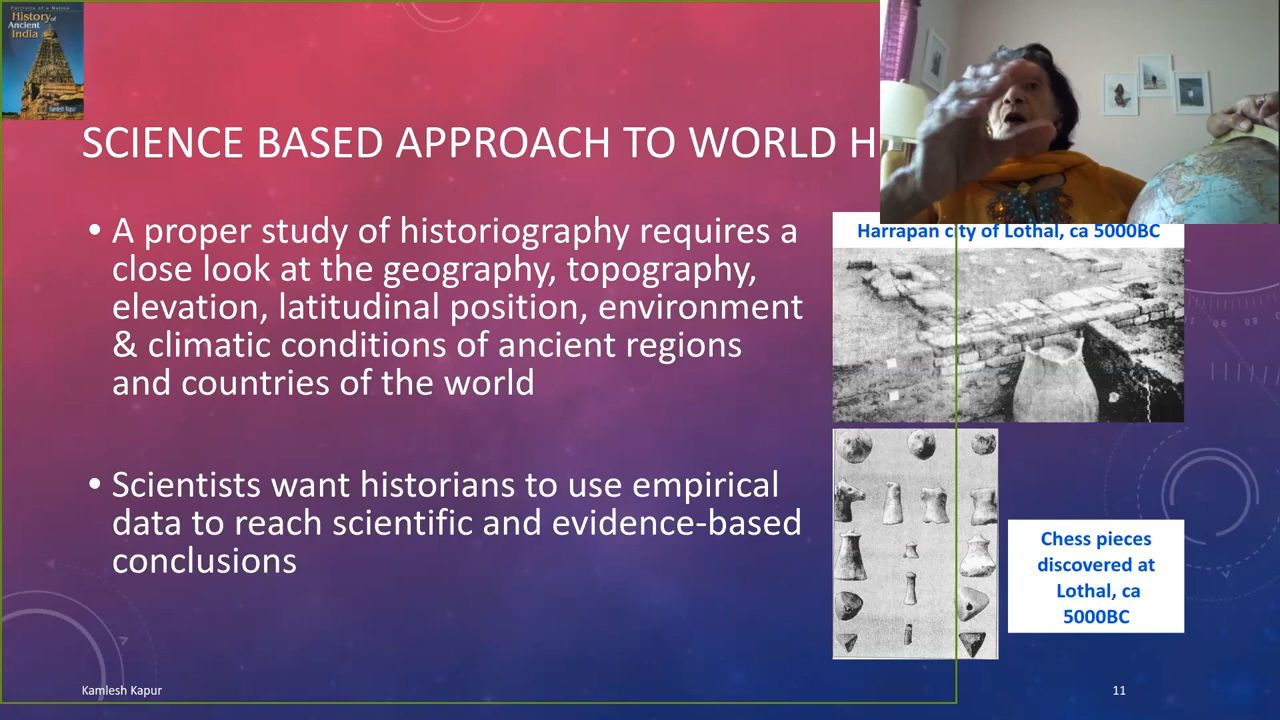 Portraits of a Nation
History of
Ancient
India
Kamlesh Kapur
SCIENCE BASED APPROACH TO WORLD H
• A proper study of historiography requires a
close look at the geography, topography,
elevation, latitudinal position, environment
& climatic conditions of ancient regions
and countries of the world
• Scientists want historians to use empirical
data to reach scientific and evidence-based
conclusions
Harrapan city of Lothal, ca 5000BC
Chess pieces
discovered at
Lothal, ca
5000BC
Kamlesh Kapur
11